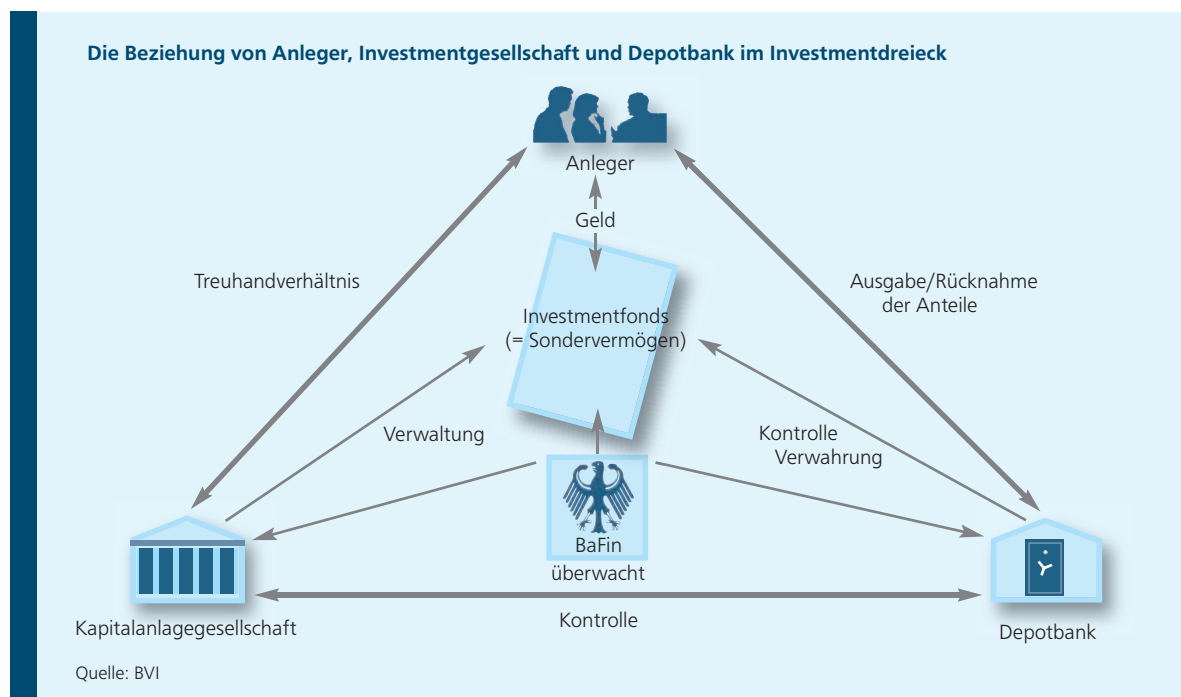 Die Beziehung von Anleger, Investmentgesellschaft und Depotbank im Investmentdreieck
Anleger
Geld
Treuhandverhältnis
Ausgabe/Rücknahme
der Anteile
Investmentfonds
(= Sondervermögen)
Verwaltung
Kontrolle
Verwahrung
BaFin
überwacht
Kontrolle
Kapitalanlagegesellschaft
Depotbank
Quelle: BVI